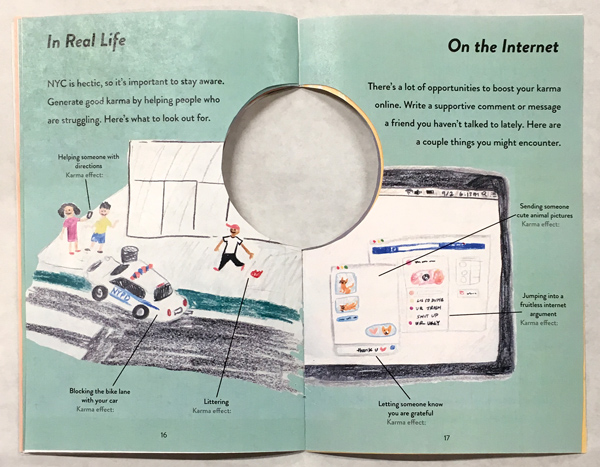 In Real Life
NYC is hectic, so it's important to stay aware.
Generate good karma by helping people who
are struggling. Here's what to look out for.
Helping someone with
directions
Karma effect:
NYPD
Blocking the bike lane
with your car
Karma effect:
Littering
Karma effect:
16
On the Internet
There's a lot of opportunities to boost your karma
online. Write a supportive comment or message
a friend you haven't talked to lately. Here are
a couple things you might encounter.
Sending someone
cute animal pictures
Karma effect:
Jumping into a
fruitless internet
argument
Karma effect:
UR TRASH
SHUT UP
thank u
Letting someone know
you are grateful
Karma effect:
17